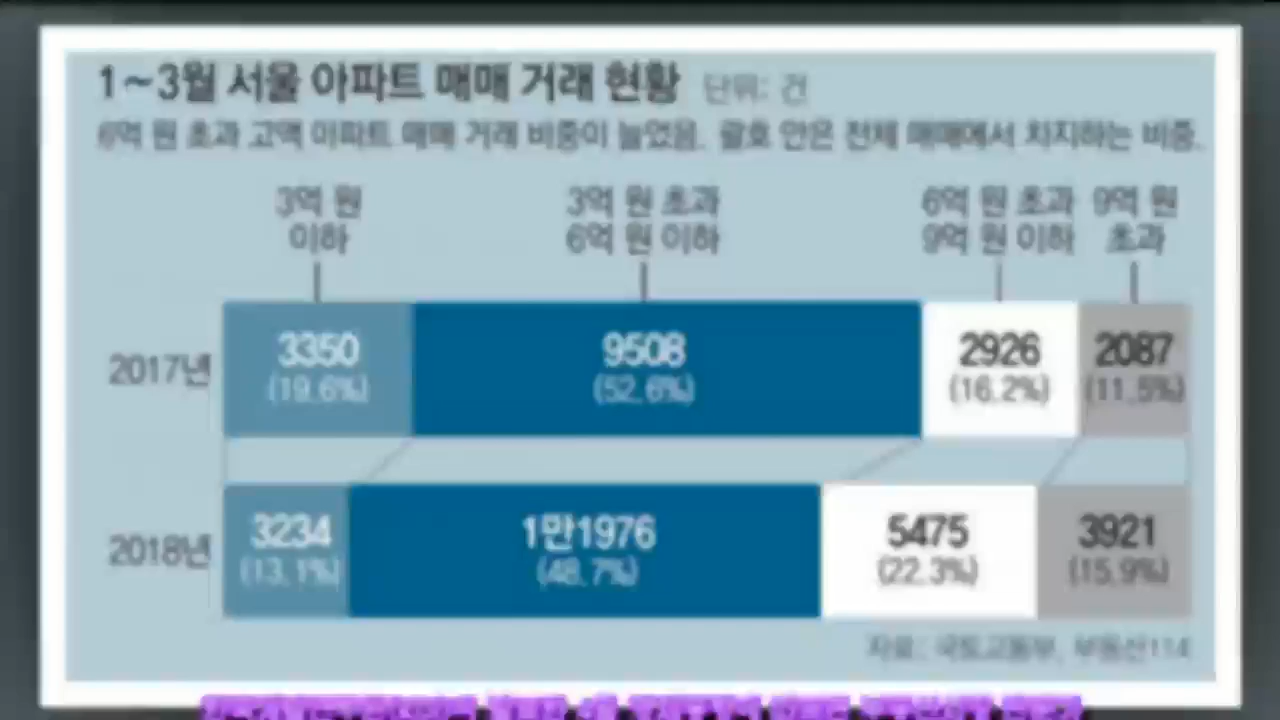 1~3월 서울 아파트 매매 거래 현황 단위: 건
6억 원 초과 고액 아파트 매매 거래 비중이 늘었음. 괄호 안은 전체 매매에서 차지하는 비중.
3억 원 이하
3억 원 초과 6억 원 이하
6억 원 초과 9억 원 이하
9억 원 초과
2017년
3350 (19.6%)
9508 (52.6%)
2926 (16.2%)
2087 (11.5%)
2018년
3234 (13.1%)
1만1976 (48.7%)
5475 (22.3%)
3921 (15.9%)
자료: 국토교통부, 부동산114